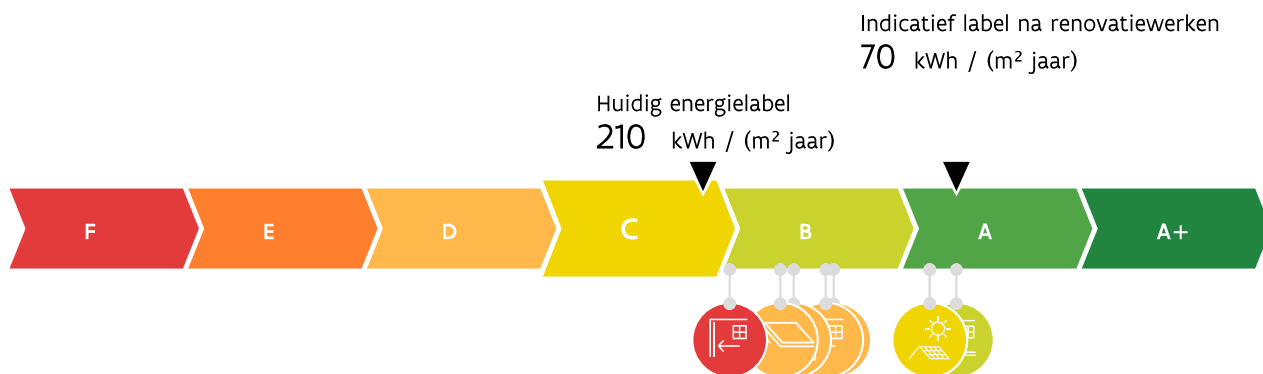 Indicatief label na renovatiewerken
70 kWh / (m² jaar)
Huidig energielabel
210 kWh / (m² jaar)
F E D C B A A+